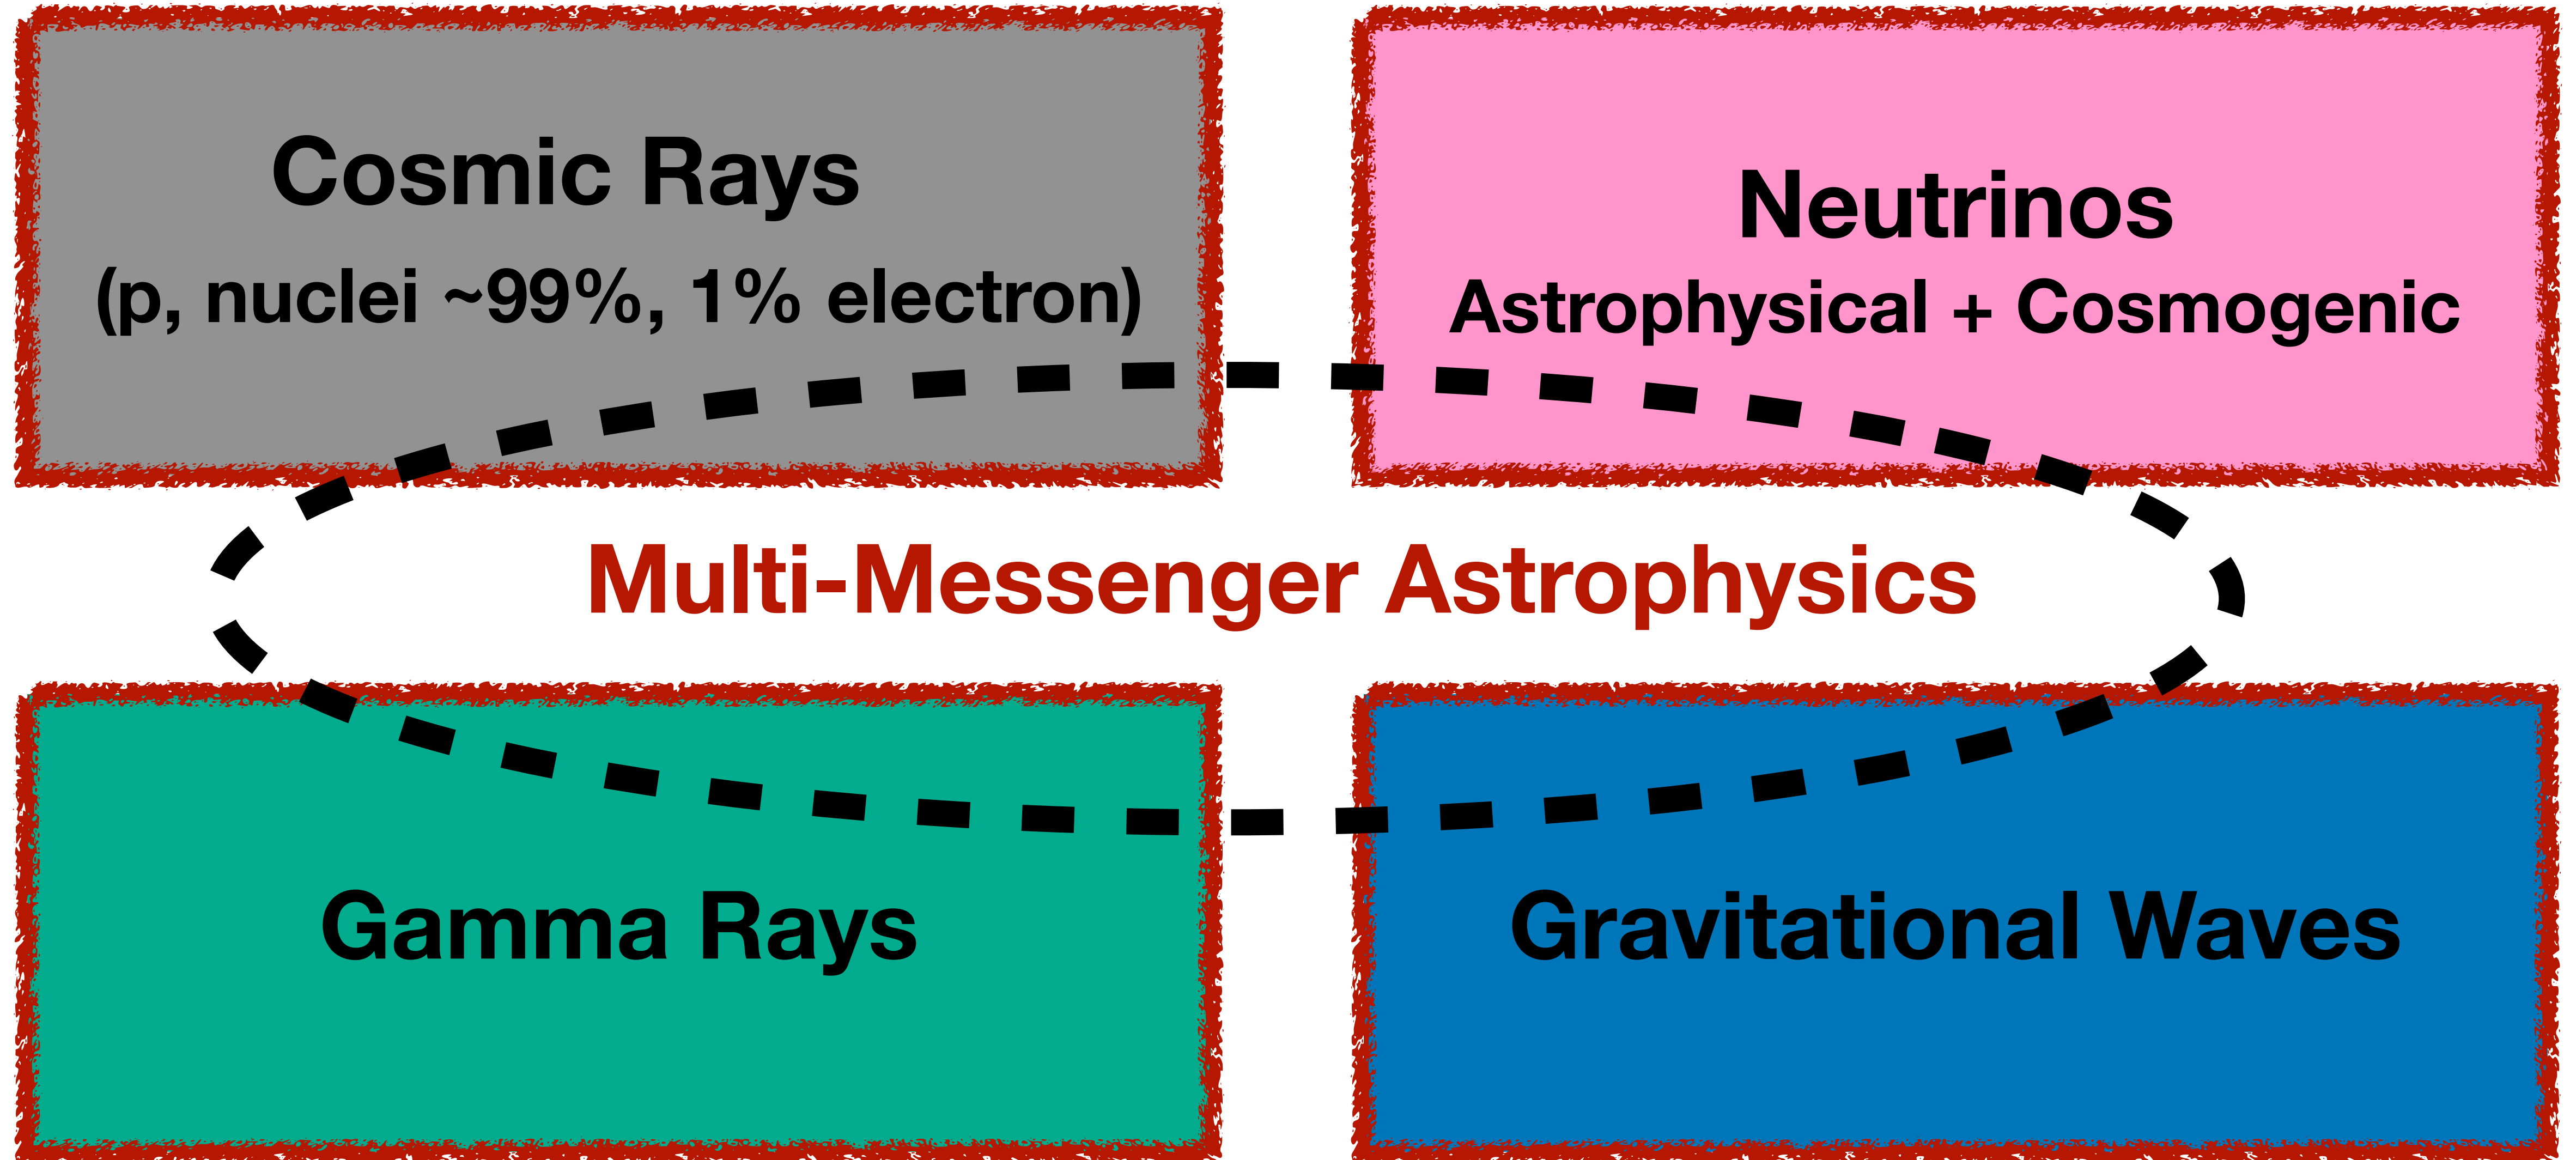 Cosmic Rays
(p, nuclei ~99%, 1% electron)
Neutrinos
Astrophysical + Cosmogenic
Multi-Messenger Astrophysics
Gamma Rays
Gravitational Waves